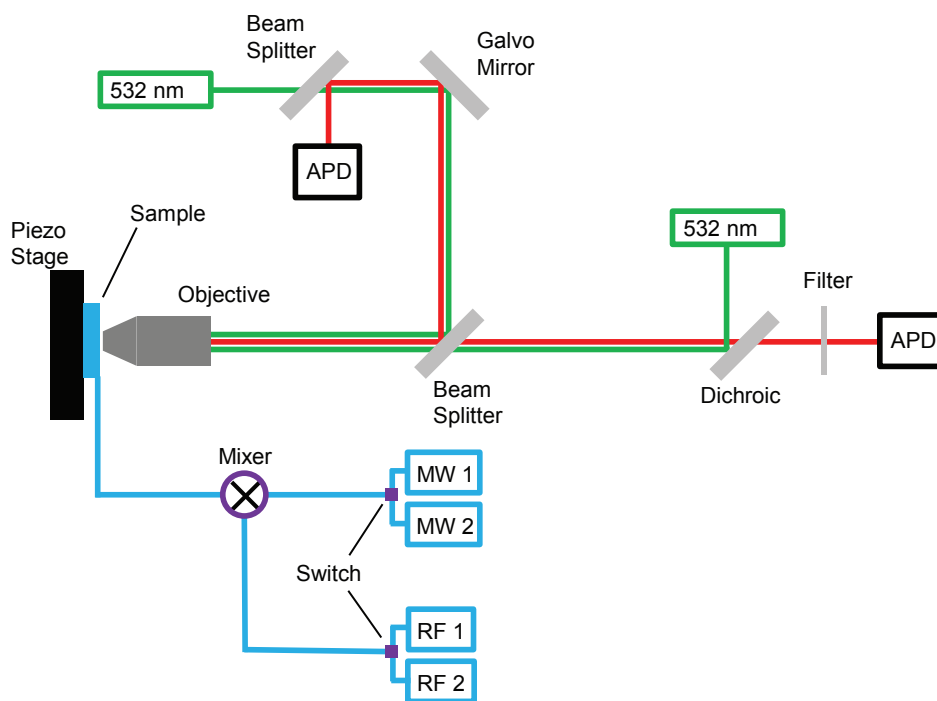 Beam
Splitter
Galvo
Mirror
532 nm
APD
Sample
Piezo
Stage
Objective
532 nm
Filter
APD
Beam
Splitter
Dichroic
Mixer
MW 1
MW 2
Switch
RF 1
RF 2